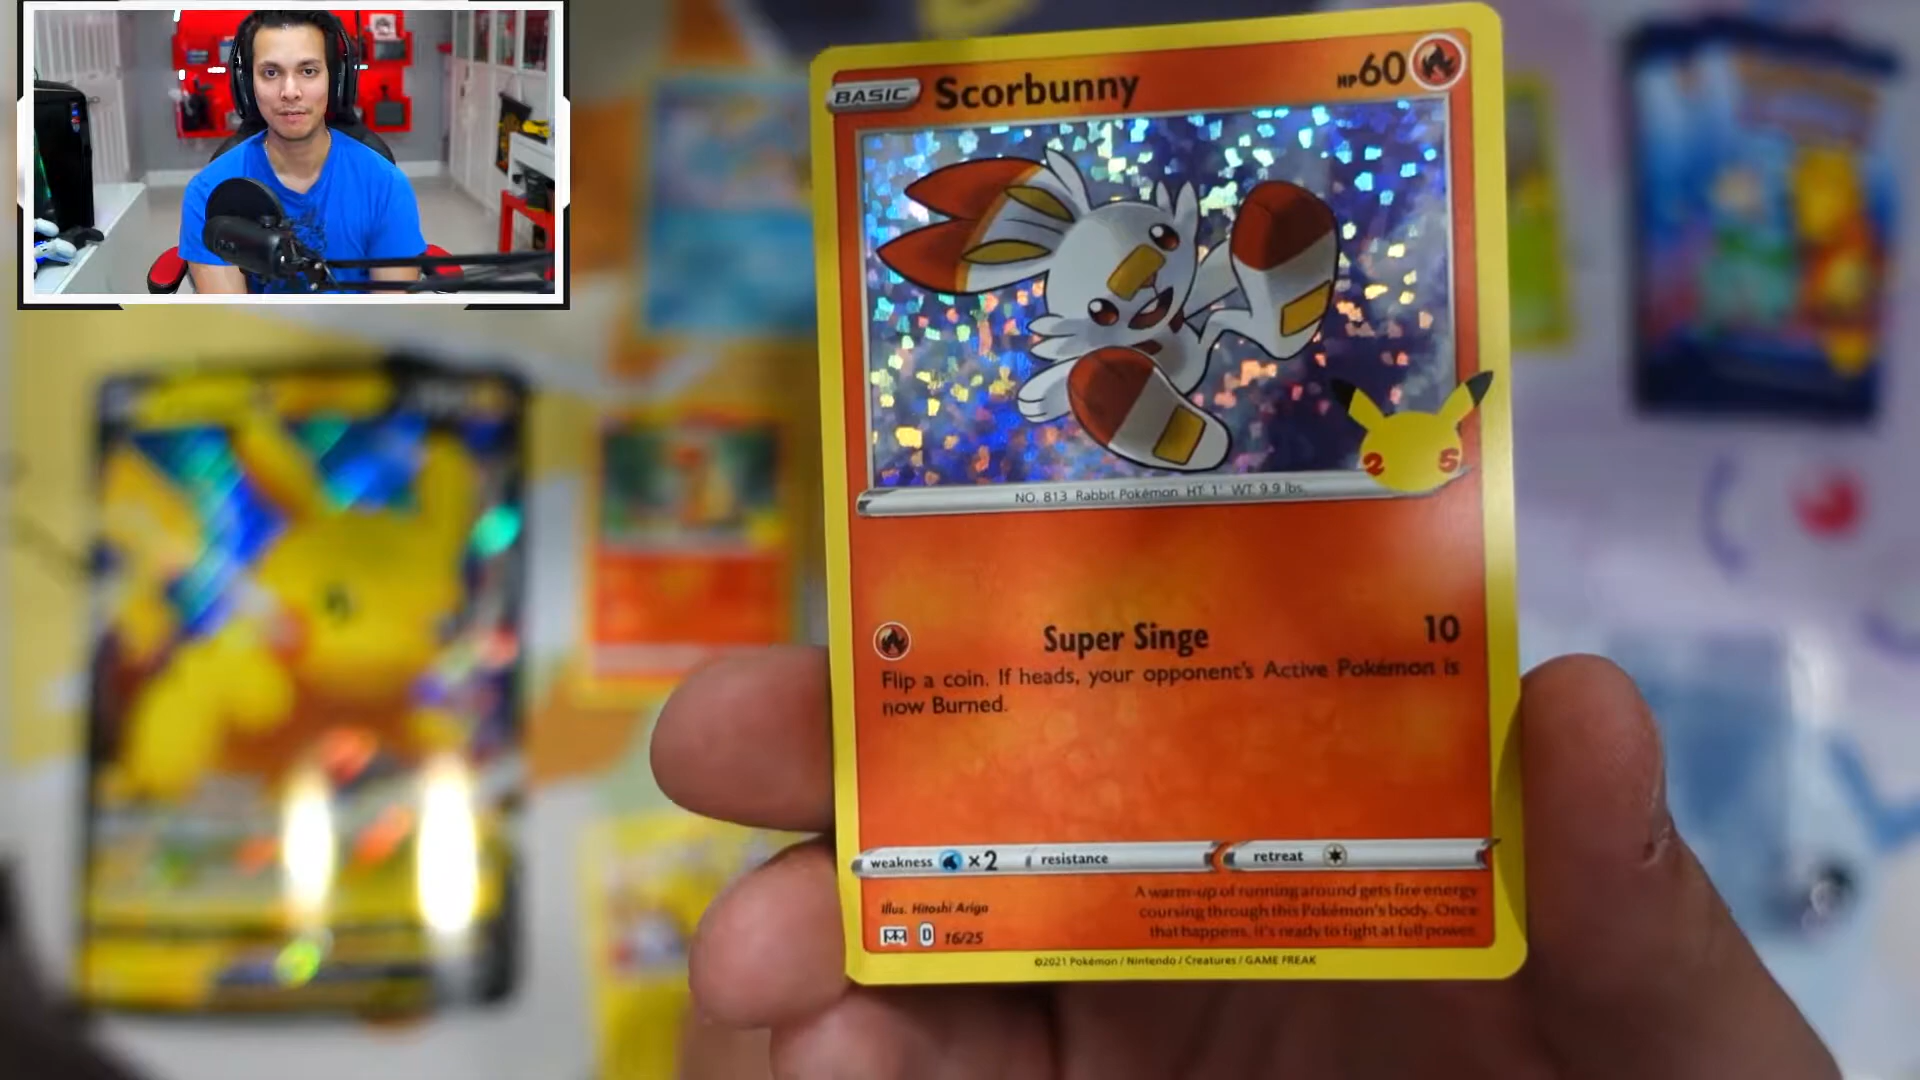 BASIC Scorbunny HP 60
25
NO. 813 Rabbit Pokémon HT: 1' WT: 9.9 lbs.
Super Singe 10
Flip a coin. If heads, your opponent's Active Pokémon is
now Burned.
weakness ×2 resistance retreat
Illus. Hitoshi Ariga
D 16/25
A warm-up of running around gets fire energy
coursing through this Pokémon's body. Once
that happens, it's ready to fight at full power.
©2021 Pokémon / Nintendo / Creatures / GAME FREAK